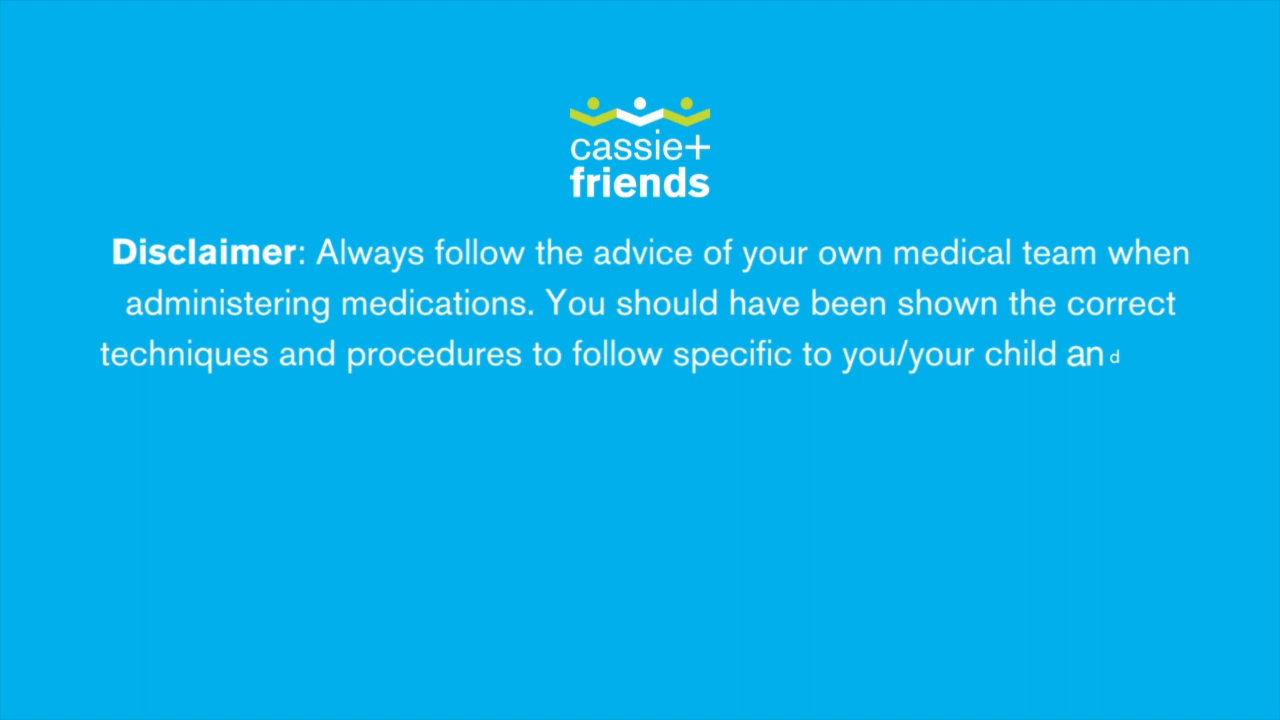 cassie+
friends
Disclaimer: Always follow the advice of your own medical team when
administering medications. You should have been shown the correct
techniques and procedures to follow specific to you/your child and